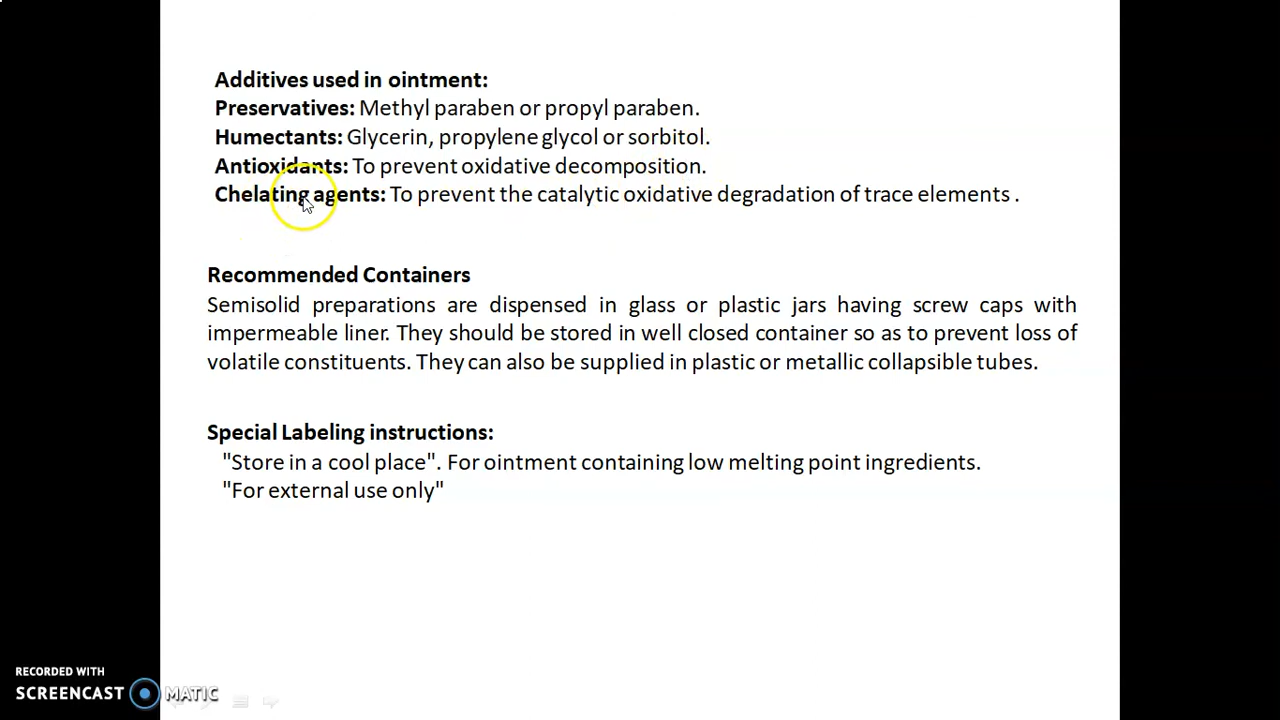 Additives used in ointment:
Preservatives: Methyl paraben or propyl paraben.
Humectants: Glycerin, propylene glycol or sorbitol.
Antioxidants: To prevent oxidative decomposition.
Chelating agents: To prevent the catalytic oxidative degradation of trace elements .
Recommended Containers
Semisolid preparations are dispensed in glass or plastic jars having screw caps with
impermeable liner. They should be stored in well closed container so as to prevent loss of
volatile constituents. They can also be supplied in plastic or metallic collapsible tubes.
Special Labeling instructions:
"Store in a cool place". For ointment containing low melting point ingredients.
"For external use only"
RECORDED WITH
SCREENCAST MATIC